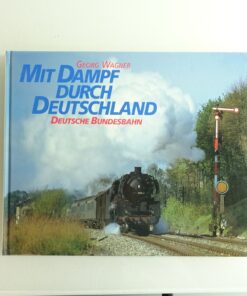 GEORG WAGNER
MIT DAMPF
DURCH
DEUTSCHLAND
DEUTSCHE BUNDESBAHN